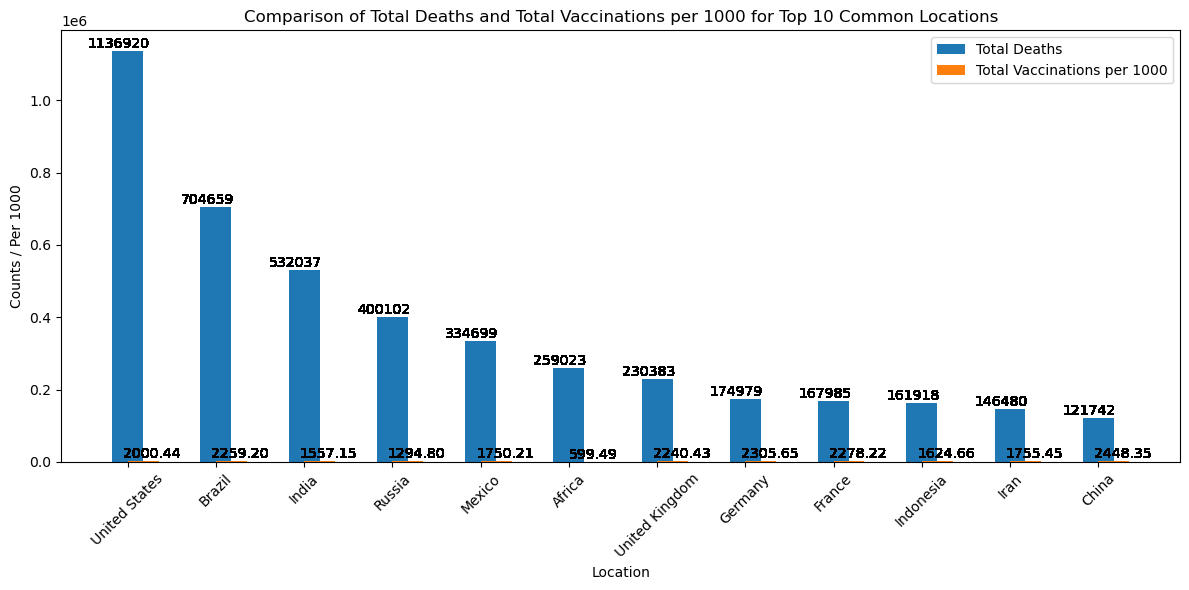 Comparison of Total Deaths and Total Vaccinations per 1000 for Top 10 Common Locations
1e6
Total Deaths
Total Vaccinations per 1000
Counts / Per 1000
1.0
0.8
0.6
0.4
0.2
0.0
1136920
704659
532037
400102
334699
259023
230383
174979
167985
161918
146480
121742
2000.44
2259.20
1557.15
1294.80
1750.21
599.49
2240.43
2305.65
2278.22
1624.66
1755.45
2448.35
United States
Brazil
India
Russia
Mexico
Africa
United Kingdom
Germany
France
Indonesia
Iran
China
Location